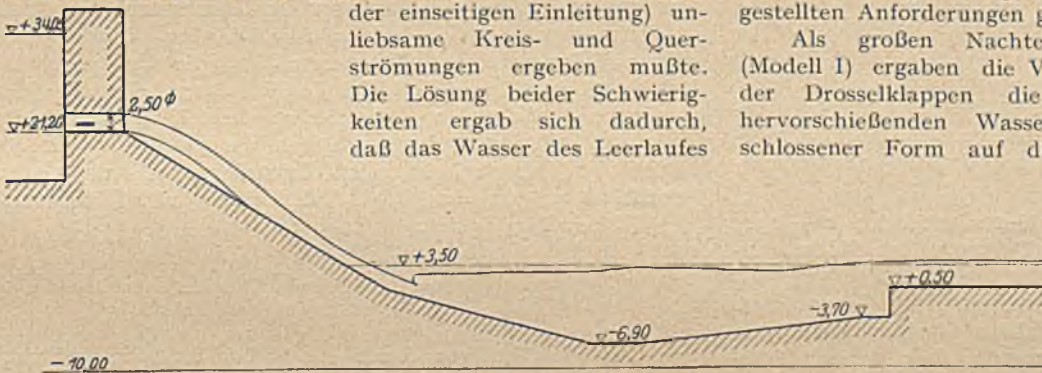 der einseitigen Einleitung) un-
liebsame Kreis- und Quer-
strömungen ergeben mußte.
Die Lösung beider Schwierig-
keiten ergab sich dadurch,
daß das Wasser des Leerlaufes
gestellten Anforderungen g
Als großen Nachte
(Modell I) ergaben die V
der Drosselklappen die
hervorschießenden Wasse
schlossener Form auf d
2,50 ϕ
+21,20
+3,50
+0,50
-3,70
-6,90
-10,00